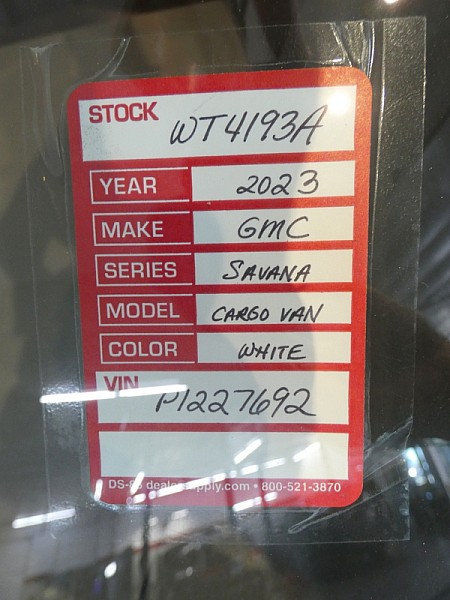 STOCK
WT4193A
YEAR 2023
MAKE GMC
SERIES SAVANA
MODEL CARGO VAN
COLOR WHITE
VIN
P1227692
dealersupply.com • 800-521-3870